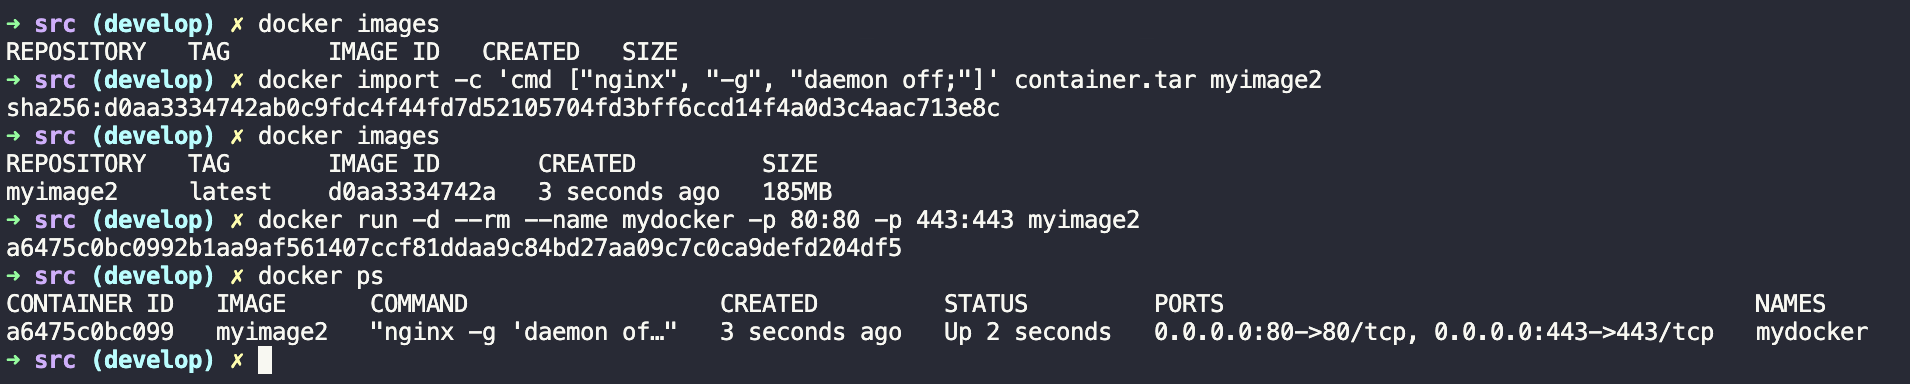 → src (develop) ✗ docker images
REPOSITORY   TAG       IMAGE ID   CREATED   SIZE
→ src (develop) ✗ docker import -c 'cmd ["nginx", "-g", "daemon off;"]' container.tar myimage2
sha256:d0aa3334742ab0c9fdc4f44fd7d52105704fd3bff6ccd14f4a0d3c4aac713e8c
→ src (develop) ✗ docker images
REPOSITORY   TAG       IMAGE ID       CREATED         SIZE
myimage2     latest    d0aa3334742a   3 seconds ago   185MB
→ src (develop) ✗ docker run -d --rm --name mydocker -p 80:80 -p 443:443 myimage2
a6475c0bc0992b1aa9af561407ccf81ddaa9c84bd27aa09c7c0ca9defd204df5
→ src (develop) ✗ docker ps
CONTAINER ID   IMAGE      COMMAND                  CREATED         STATUS         PORTS                                      NAMES
a6475c0bc099   myimage2   "nginx -g 'daemon of…"   3 seconds ago   Up 2 seconds   0.0.0.0:80->80/tcp, 0.0.0.0:443->443/tcp   mydocker
→ src (develop) ✗